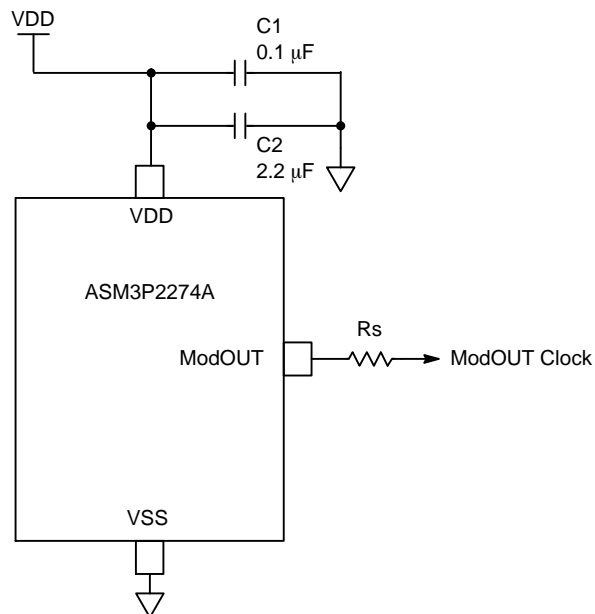 VDD
C1
0.1 μF
C2
2.2 μF
VDD
ASM3P2274A
Rs
ModOUT
ModOUT Clock
VSS